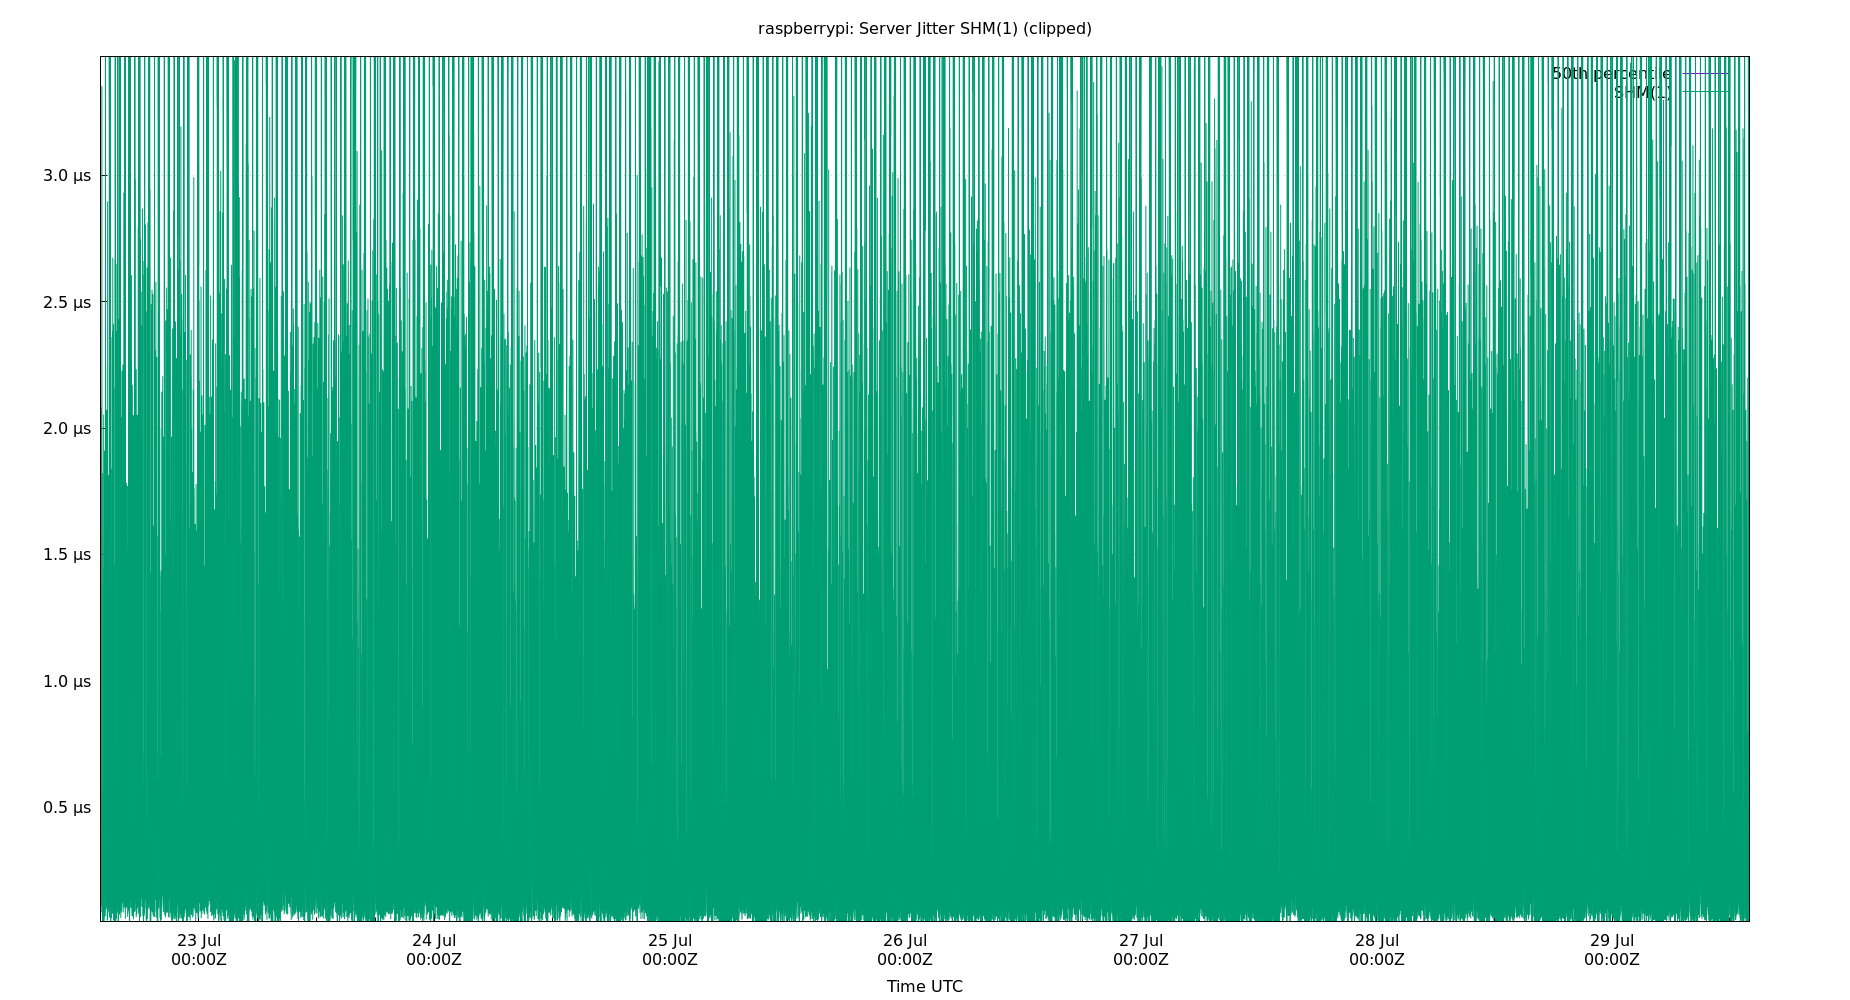 raspberrypi: Server Jitter SHM(1) (clipped)
50th percentile
SHM(1)
3.0 µs
2.5 µs
2.0 µs
1.5 µs
1.0 µs
0.5 µs
23 Jul 24 Jul 25 Jul 26 Jul 27 Jul 28 Jul 29 Jul
00:00Z 00:00Z 00:00Z 00:00Z 00:00Z 00:00Z 00:00Z
Time UTC